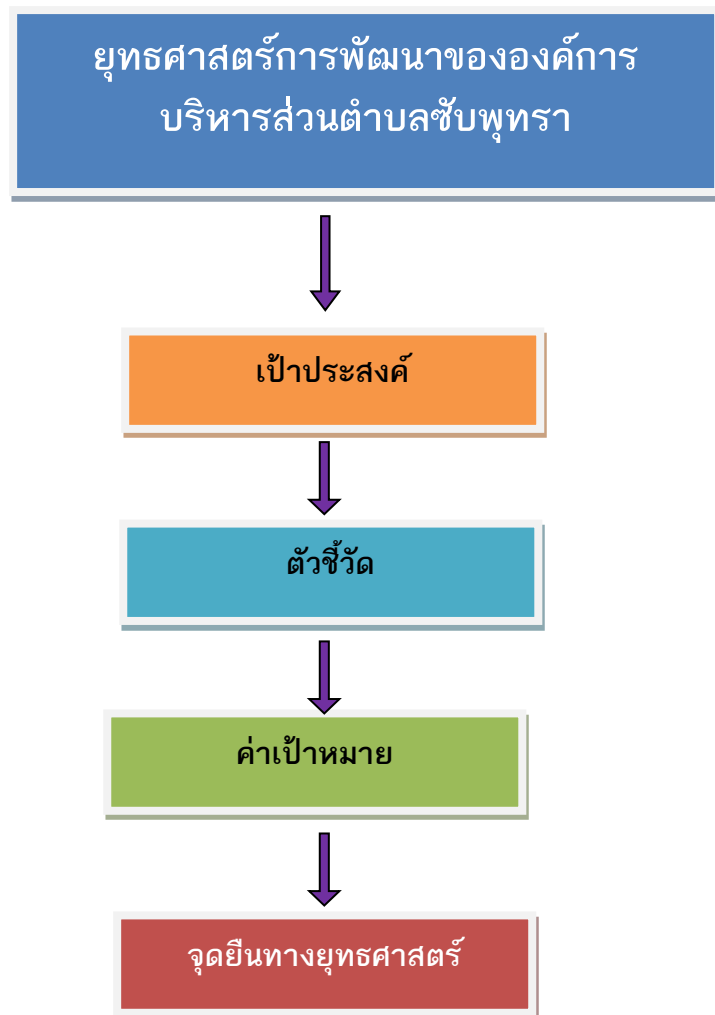 ยุทธศาสตร์การพัฒนาขององค์การ
บริหารส่วนตำบลซับพุทรา
เป้าประสงค์
ตัวชี้วัด
ค่าเป้าหมาย
จุดยืนทางยุทธศาสตร์